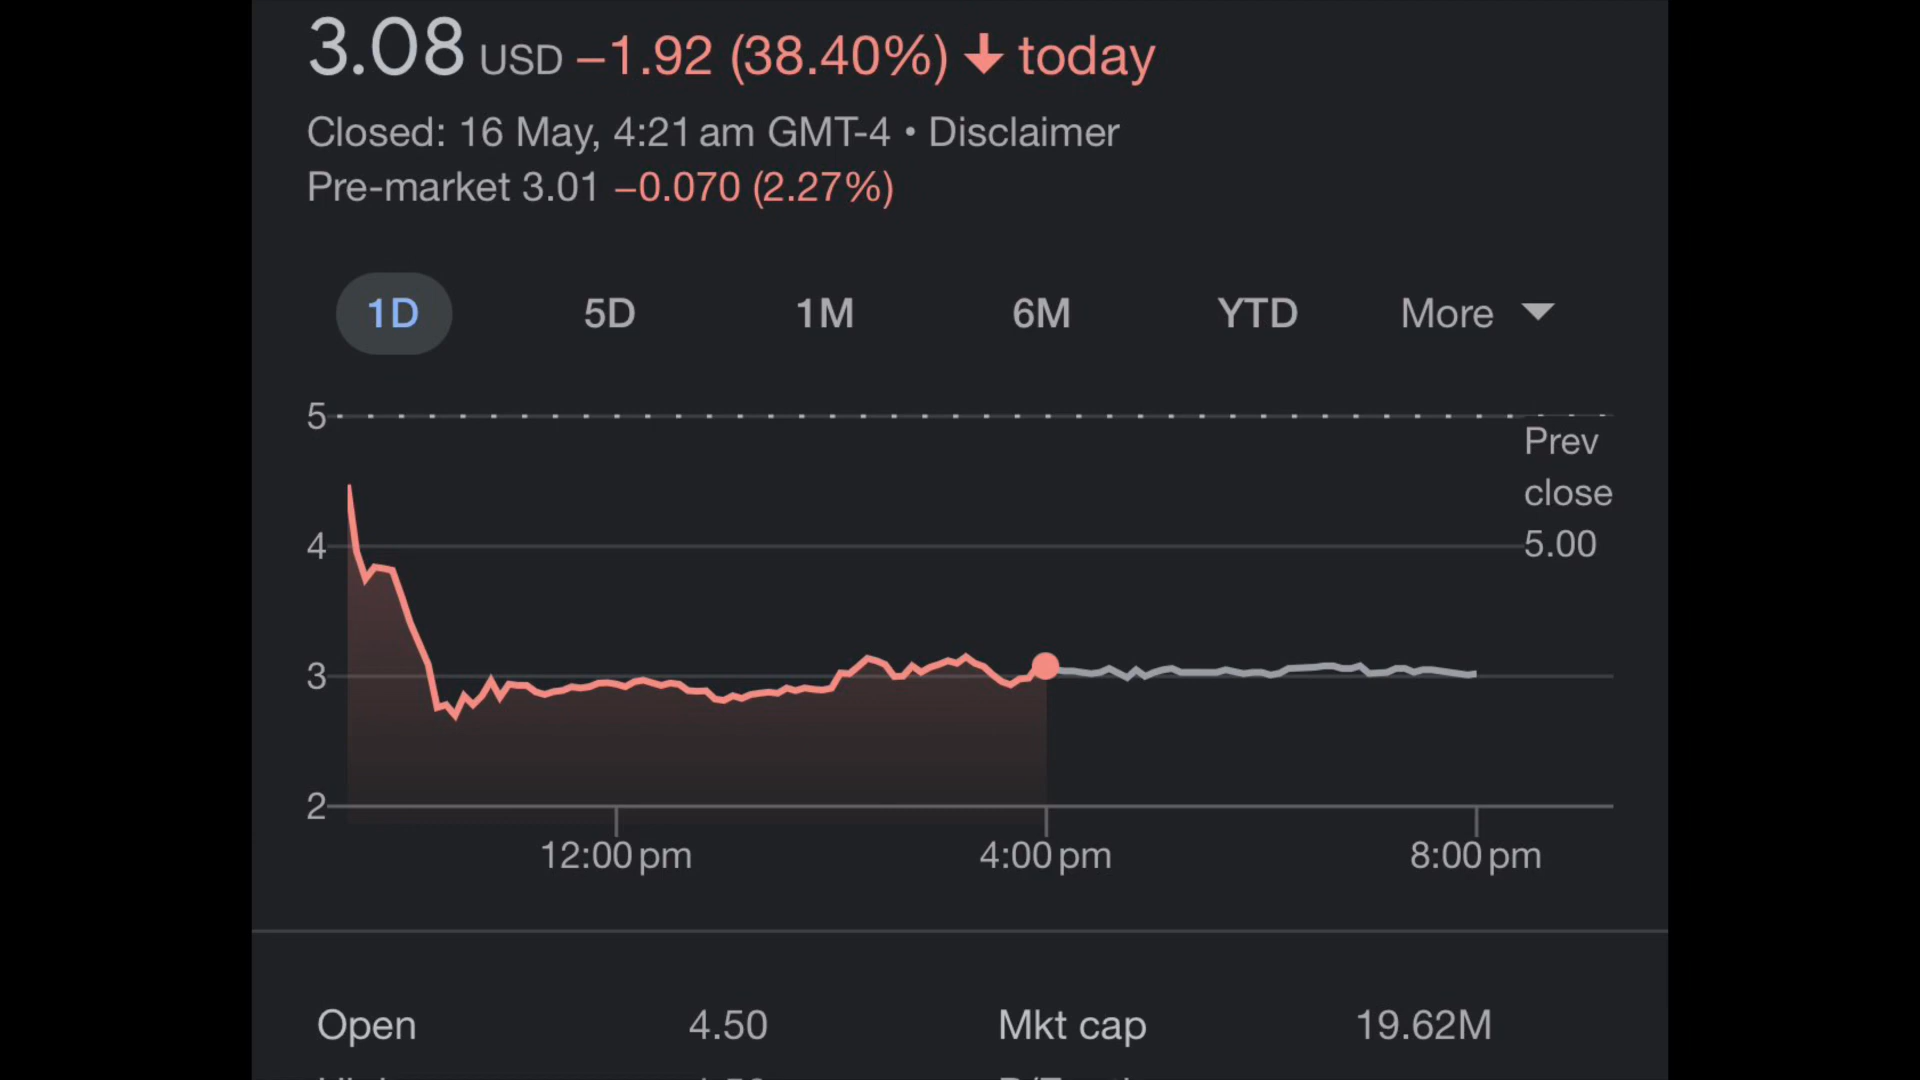 3.08 USD −1.92 (38.40%) ↓ today
Closed: 16 May, 4:21 am GMT-4 • Disclaimer
Pre-market 3.01 −0.070 (2.27%)
1D 5D 1M 6M YTD More
5
Prev
close
5.00
4
3
2
12:00 pm 4:00 pm 8:00 pm
Open 4.50 Mkt cap 19.62M